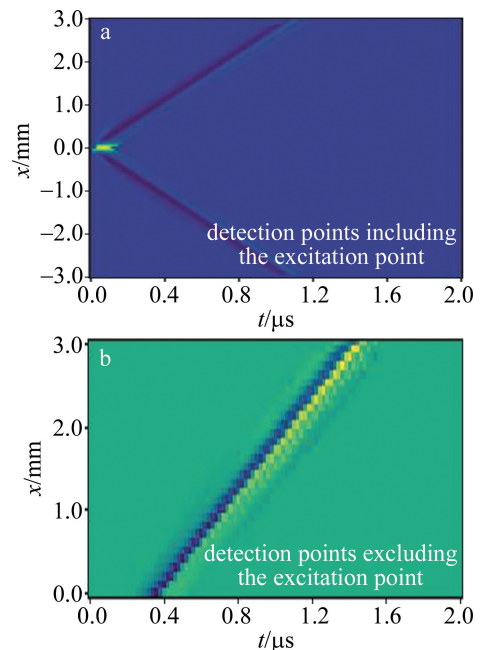 a
3.0
2.0
1.0
0.0
−1.0
−2.0
−3.0
x/mm
detection points including
the excitation point
0.0 0.4 0.8 1.2 1.6 2.0
t/μs
b
3.0
2.0
1.0
0.0
x/mm
detection points excluding
the excitation point
0.0 0.4 0.8 1.2 1.6 2.0
t/μs